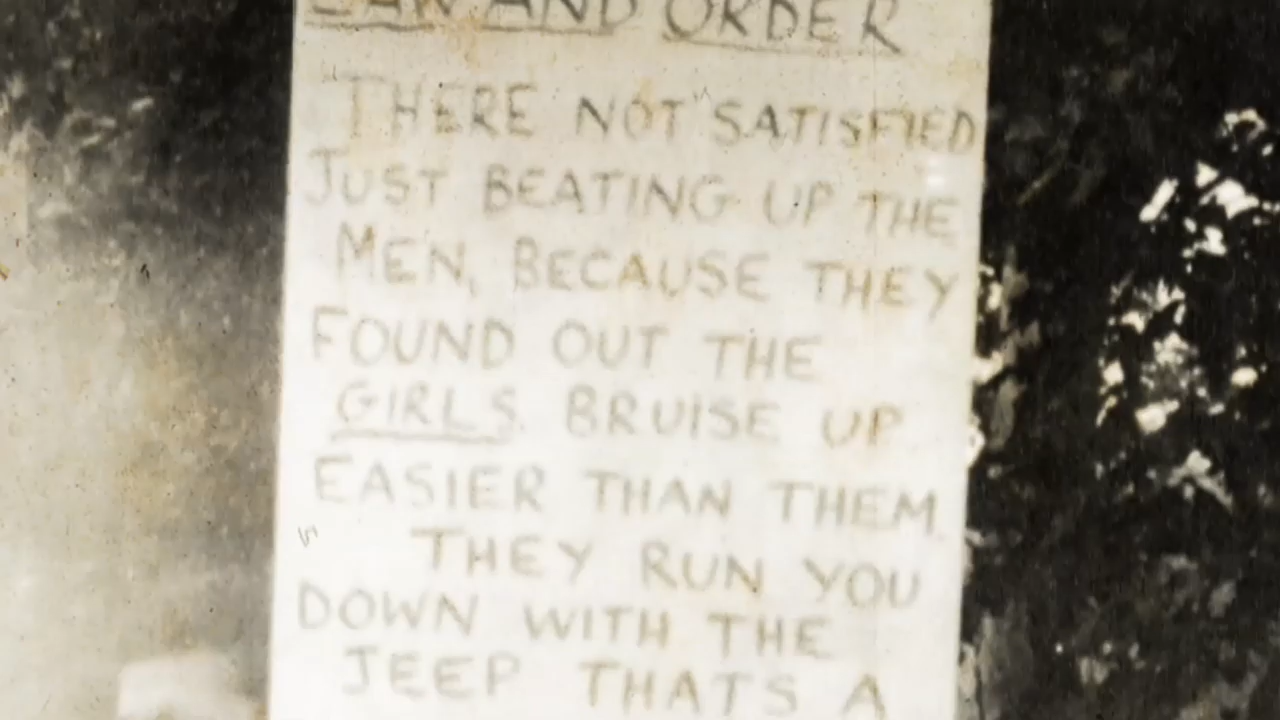 LAW AND ORDER
THERE NOT SATISFIED
JUST BEATING UP THE
MEN, BECAUSE THEY
FOUND OUT THE
GIRLS BRUISE UP
EASIER THAN THEM.
THEY RUN YOU
DOWN WITH THE
JEEP THATS A